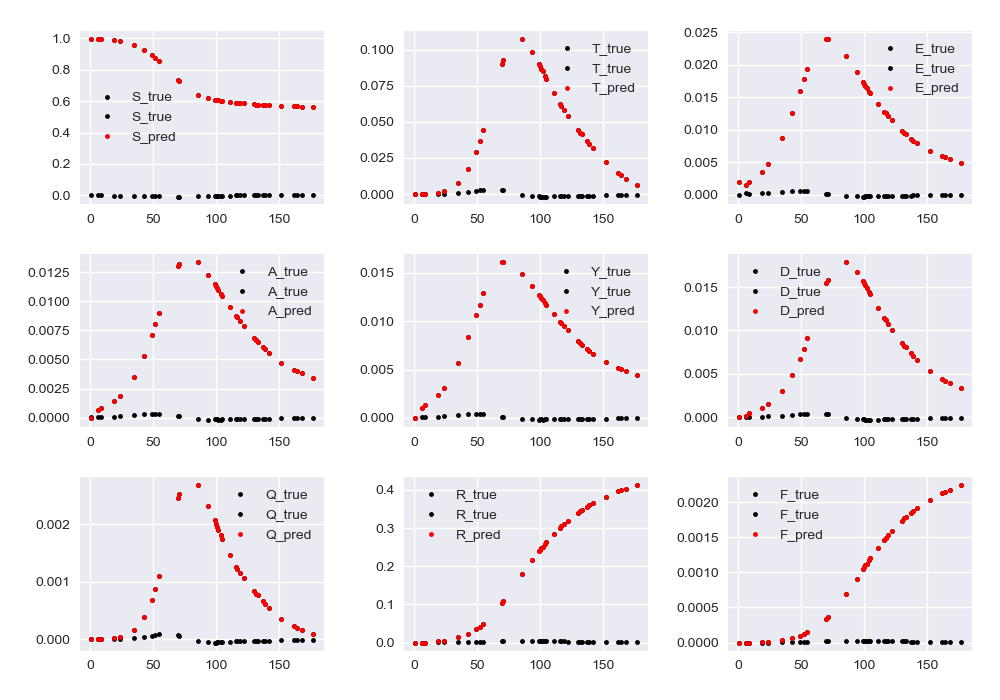 1.0
0.8
0.6
0.4
0.2
0.0
S_true
S_true
S_pred
0 50 100 150
0.100
0.075
0.050
0.025
0.000
T_true
T_true
T_pred
0 50 100 150
0.025
0.020
0.015
0.010
0.005
0.000
E_true
E_true
E_pred
0 50 100 150
0.0125
0.0100
0.0075
0.0050
0.0025
0.0000
A_true
A_true
A_pred
0 50 100 150
0.015
0.010
0.005
0.000
Y_true
Y_true
Y_pred
0 50 100 150
0.015
0.010
0.005
0.000
D_true
D_true
D_pred
0 50 100 150
0.002
0.001
0.000
Q_true
Q_true
Q_pred
0 50 100 150
0.4
0.3
0.2
0.1
0.0
R_true
R_true
R_pred
0 50 100 150
0.0020
0.0015
0.0010
0.0005
0.0000
F_true
F_true
F_pred
0 50 100 150